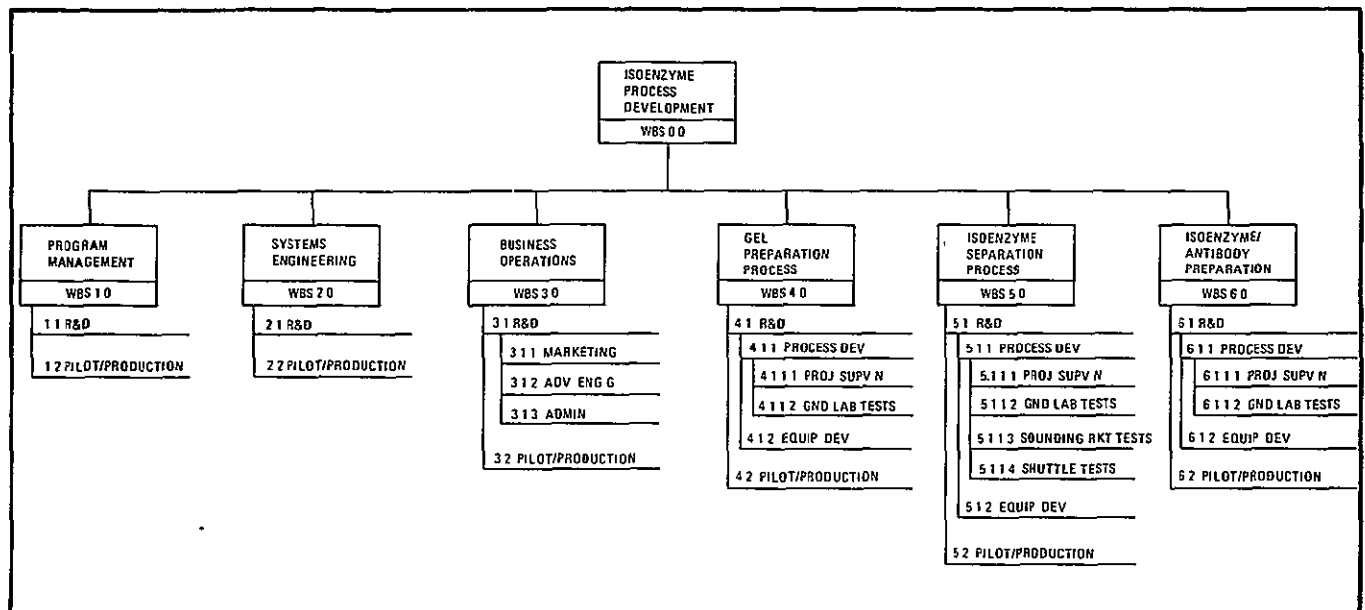 ISOENZYME
PROCESS
DEVELOPMENT
WBS 0 0
PROGRAM
MANAGEMENT
WBS 1 0
1 1 R&D
1 2 PILOT/PRODUCTION
SYSTEMS
ENGINEERING
WBS 2 0
2 1 R&D
2 2 PILOT/PRODUCTION
BUSINESS
OPERATIONS
WBS 3 0
3 1 R&D
3 1 1 MARKETING
3 1 2 ADV ENG G
3 1 3 ADMIN
3 2 PILOT/PRODUCTION
GEL
PREPARATION
PROCESS
WBS 4 0
4 1 R&D
4 1 1 PROCESS DEV
4 1 1 1 PROJ SUPV N
4 1 1 2 GND LAB TESTS
4 1 2 EQUIP DEV
4 2 PILOT/PRODUCTION
ISOENZYME
SEPARATION
PROCESS
WBS 5 0
5 1 R&D
5 1 1 PROCESS DEV
5.1 1 1 PROJ SUPV N
5 1 1 2 GND LAB TESTS
5 1 1 3 SOUNDING RKT TESTS
5 1 1 4 SHUTTLE TESTS
5 1 2 EQUIP DEV
5 2 PILOT/PRODUCTION
ISOENZYME/
ANTIBODY
PREPARATION
WBS 6 0
6 1 R&D
6 1 1 PROCESS DEV
6 1 1 1 PROJ SUPV N
6 1 1 2 GND LAB TESTS
6 1 2 EQUIP DEV
6 2 PILOT/PRODUCTION